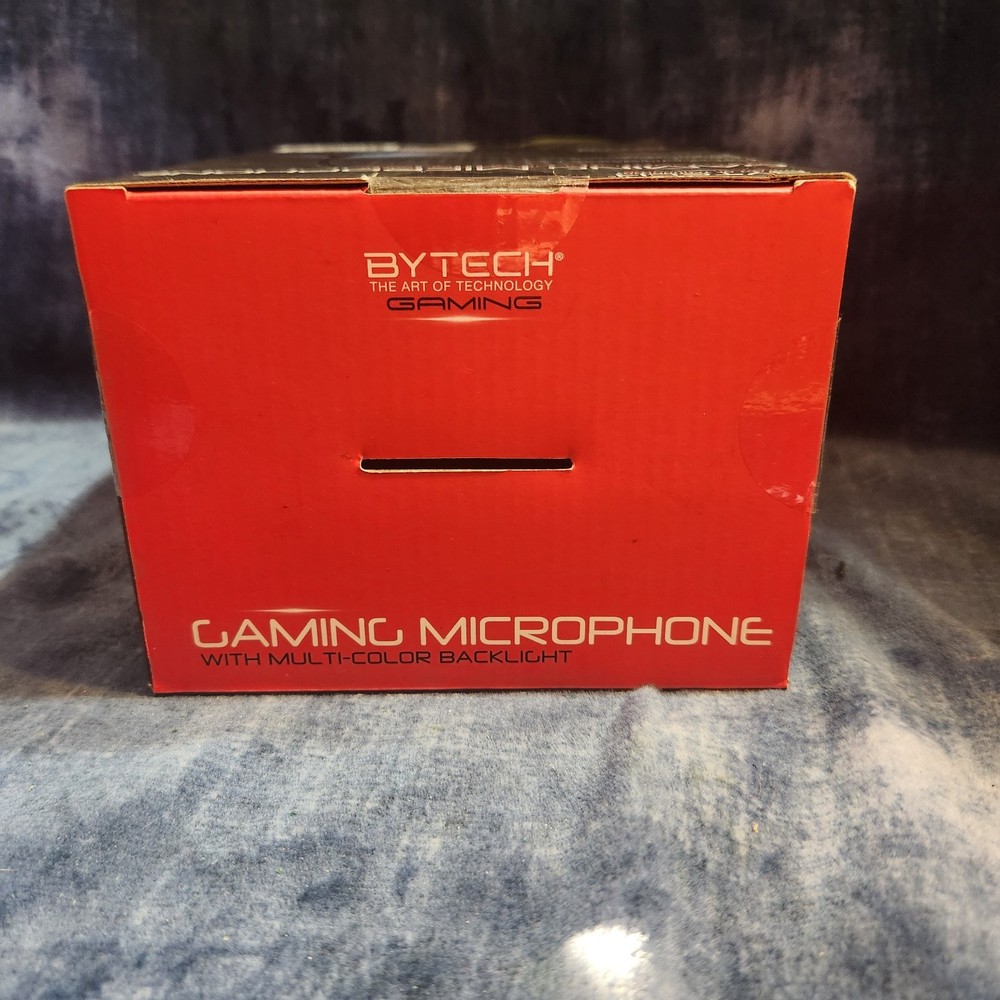 BYTECH®
THE ART OF TECHNOLOGY
GAMING
GAMING MICROPHONE
WITH MULTI-COLOR BACKLIGHT